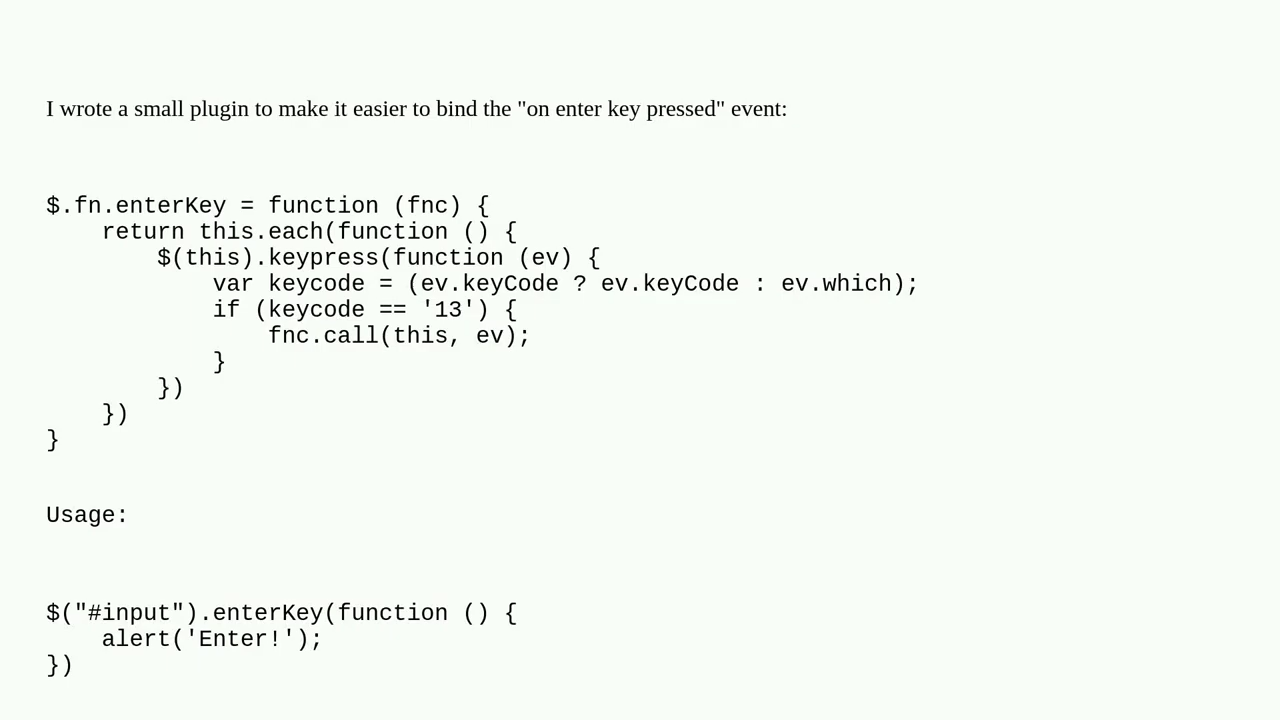 I wrote a small plugin to make it easier to bind the "on enter key pressed" event:
$.fn.enterKey = function (fnc) {
    return this.each(function () {
        $(this).keypress(function (ev) {
            var keycode = (ev.keyCode ? ev.keyCode : ev.which);
            if (keycode == '13') {
                fnc.call(this, ev);
            }
        })
    })
}
Usage:
$("#input").enterKey(function () {
    alert('Enter!');
})